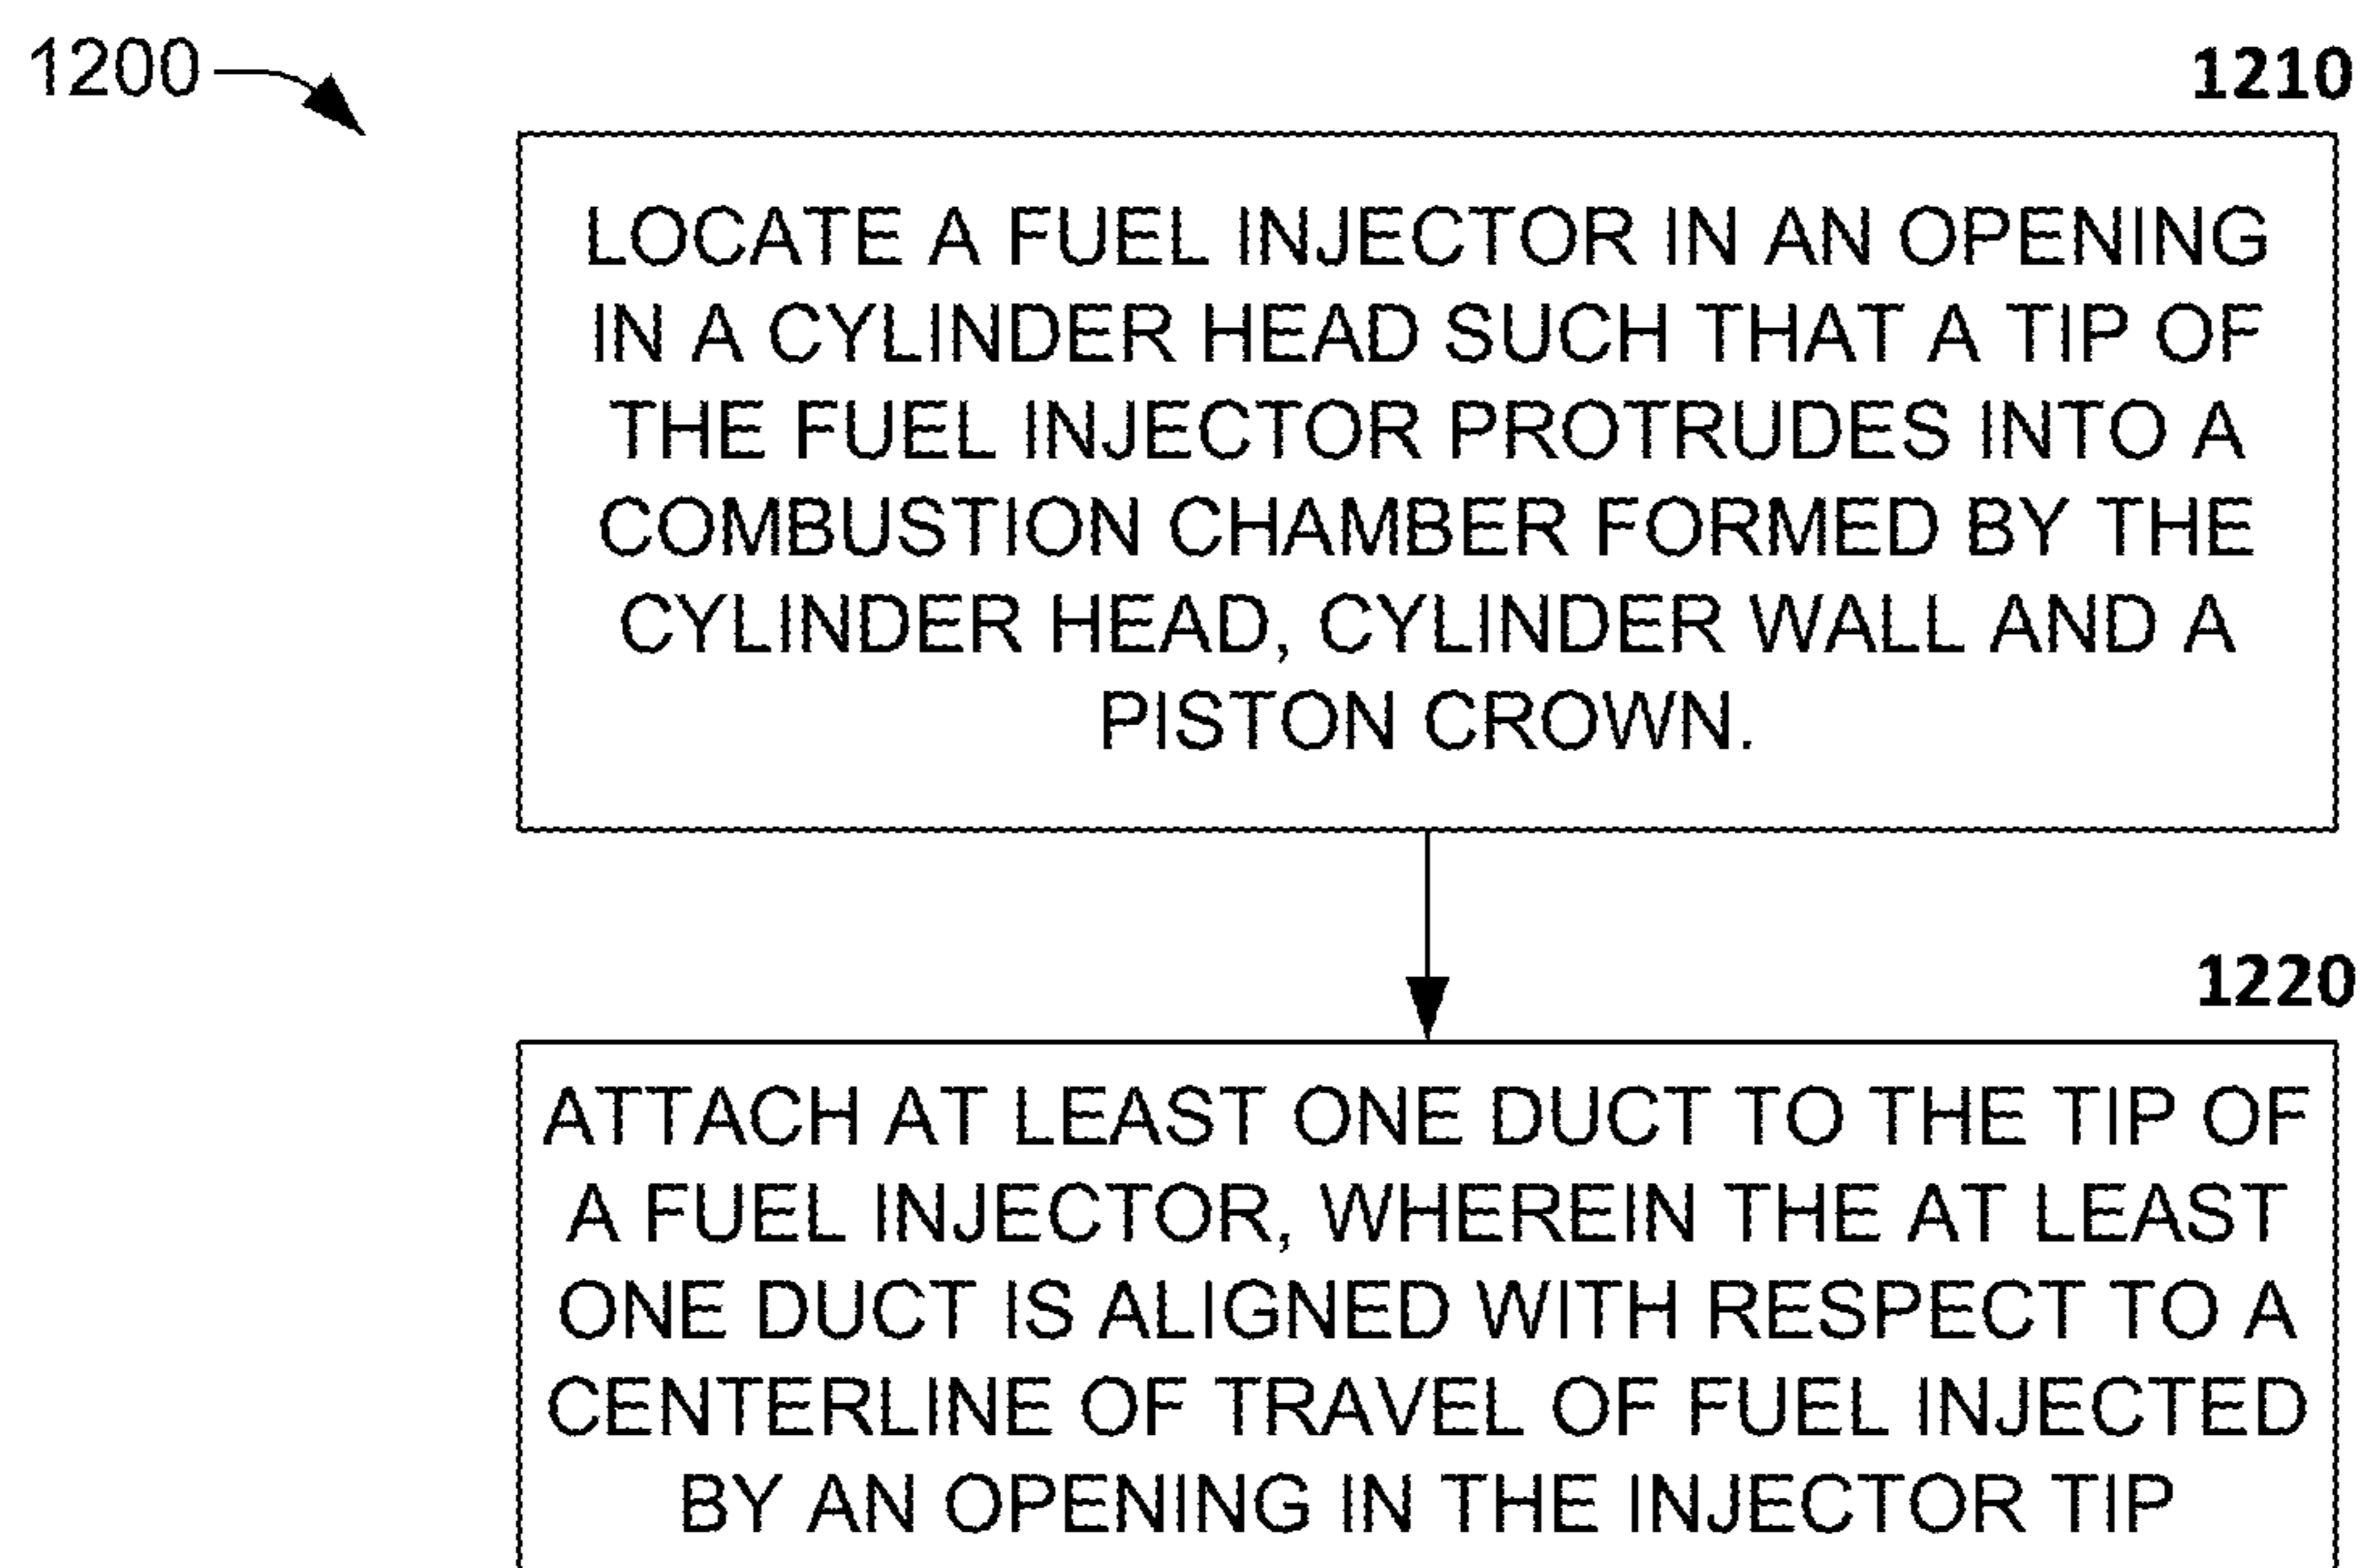 1200
1210
LOCATE A FUEL INJECTOR IN AN OPENING
IN A CYLINDER HEAD SUCH THAT A TIP OF
THE FUEL INJECTOR PROTRUDES INTO A
COMBUSTION CHAMBER FORMED BY THE
CYLINDER HEAD, CYLINDER WALL AND A
PISTON CROWN.
1220
ATTACH AT LEAST ONE DUCT TO THE TIP OF
A FUEL INJECTOR, WHEREIN THE AT LEAST
ONE DUCT IS ALIGNED WITH RESPECT TO A
CENTERLINE OF TRAVEL OF FUEL INJECTED
BY AN OPENING IN THE INJECTOR TIP